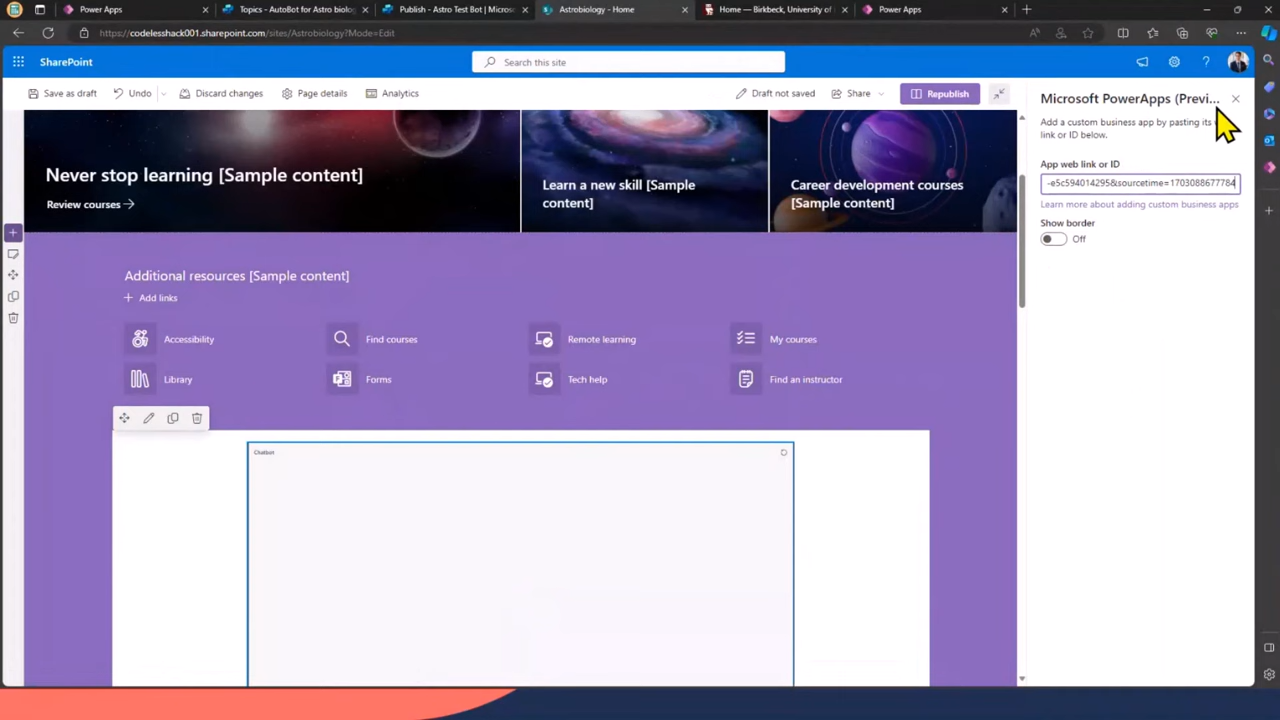 Power Apps
Topics - AutoBot for Astro biolog
Publish - Astro Test Bot | Micros
Astrobiology - Home
Home — Birkbeck, University of
Power Apps
https://codelesshack001.sharepoint.com/sites/Astrobiology?Mode=Edit
SharePoint
Search this site
Save as draft
Undo
Discard changes
Page details
Analytics
Draft not saved
Share
Republish
Microsoft PowerApps (Previ...
Add a custom business app by pasting its
link or ID below.
App web link or ID
-e5c594014295&sourcetime=1703088677784
Learn more about adding custom business apps
Show border
Off
Never stop learning [Sample content]
Review courses
Learn a new skill [Sample
content]
Career development courses
[Sample content]
Additional resources [Sample content]
Add links
Accessibility
Find courses
Remote learning
My courses
Library
Forms
Tech help
Find an instructor
Chatbot